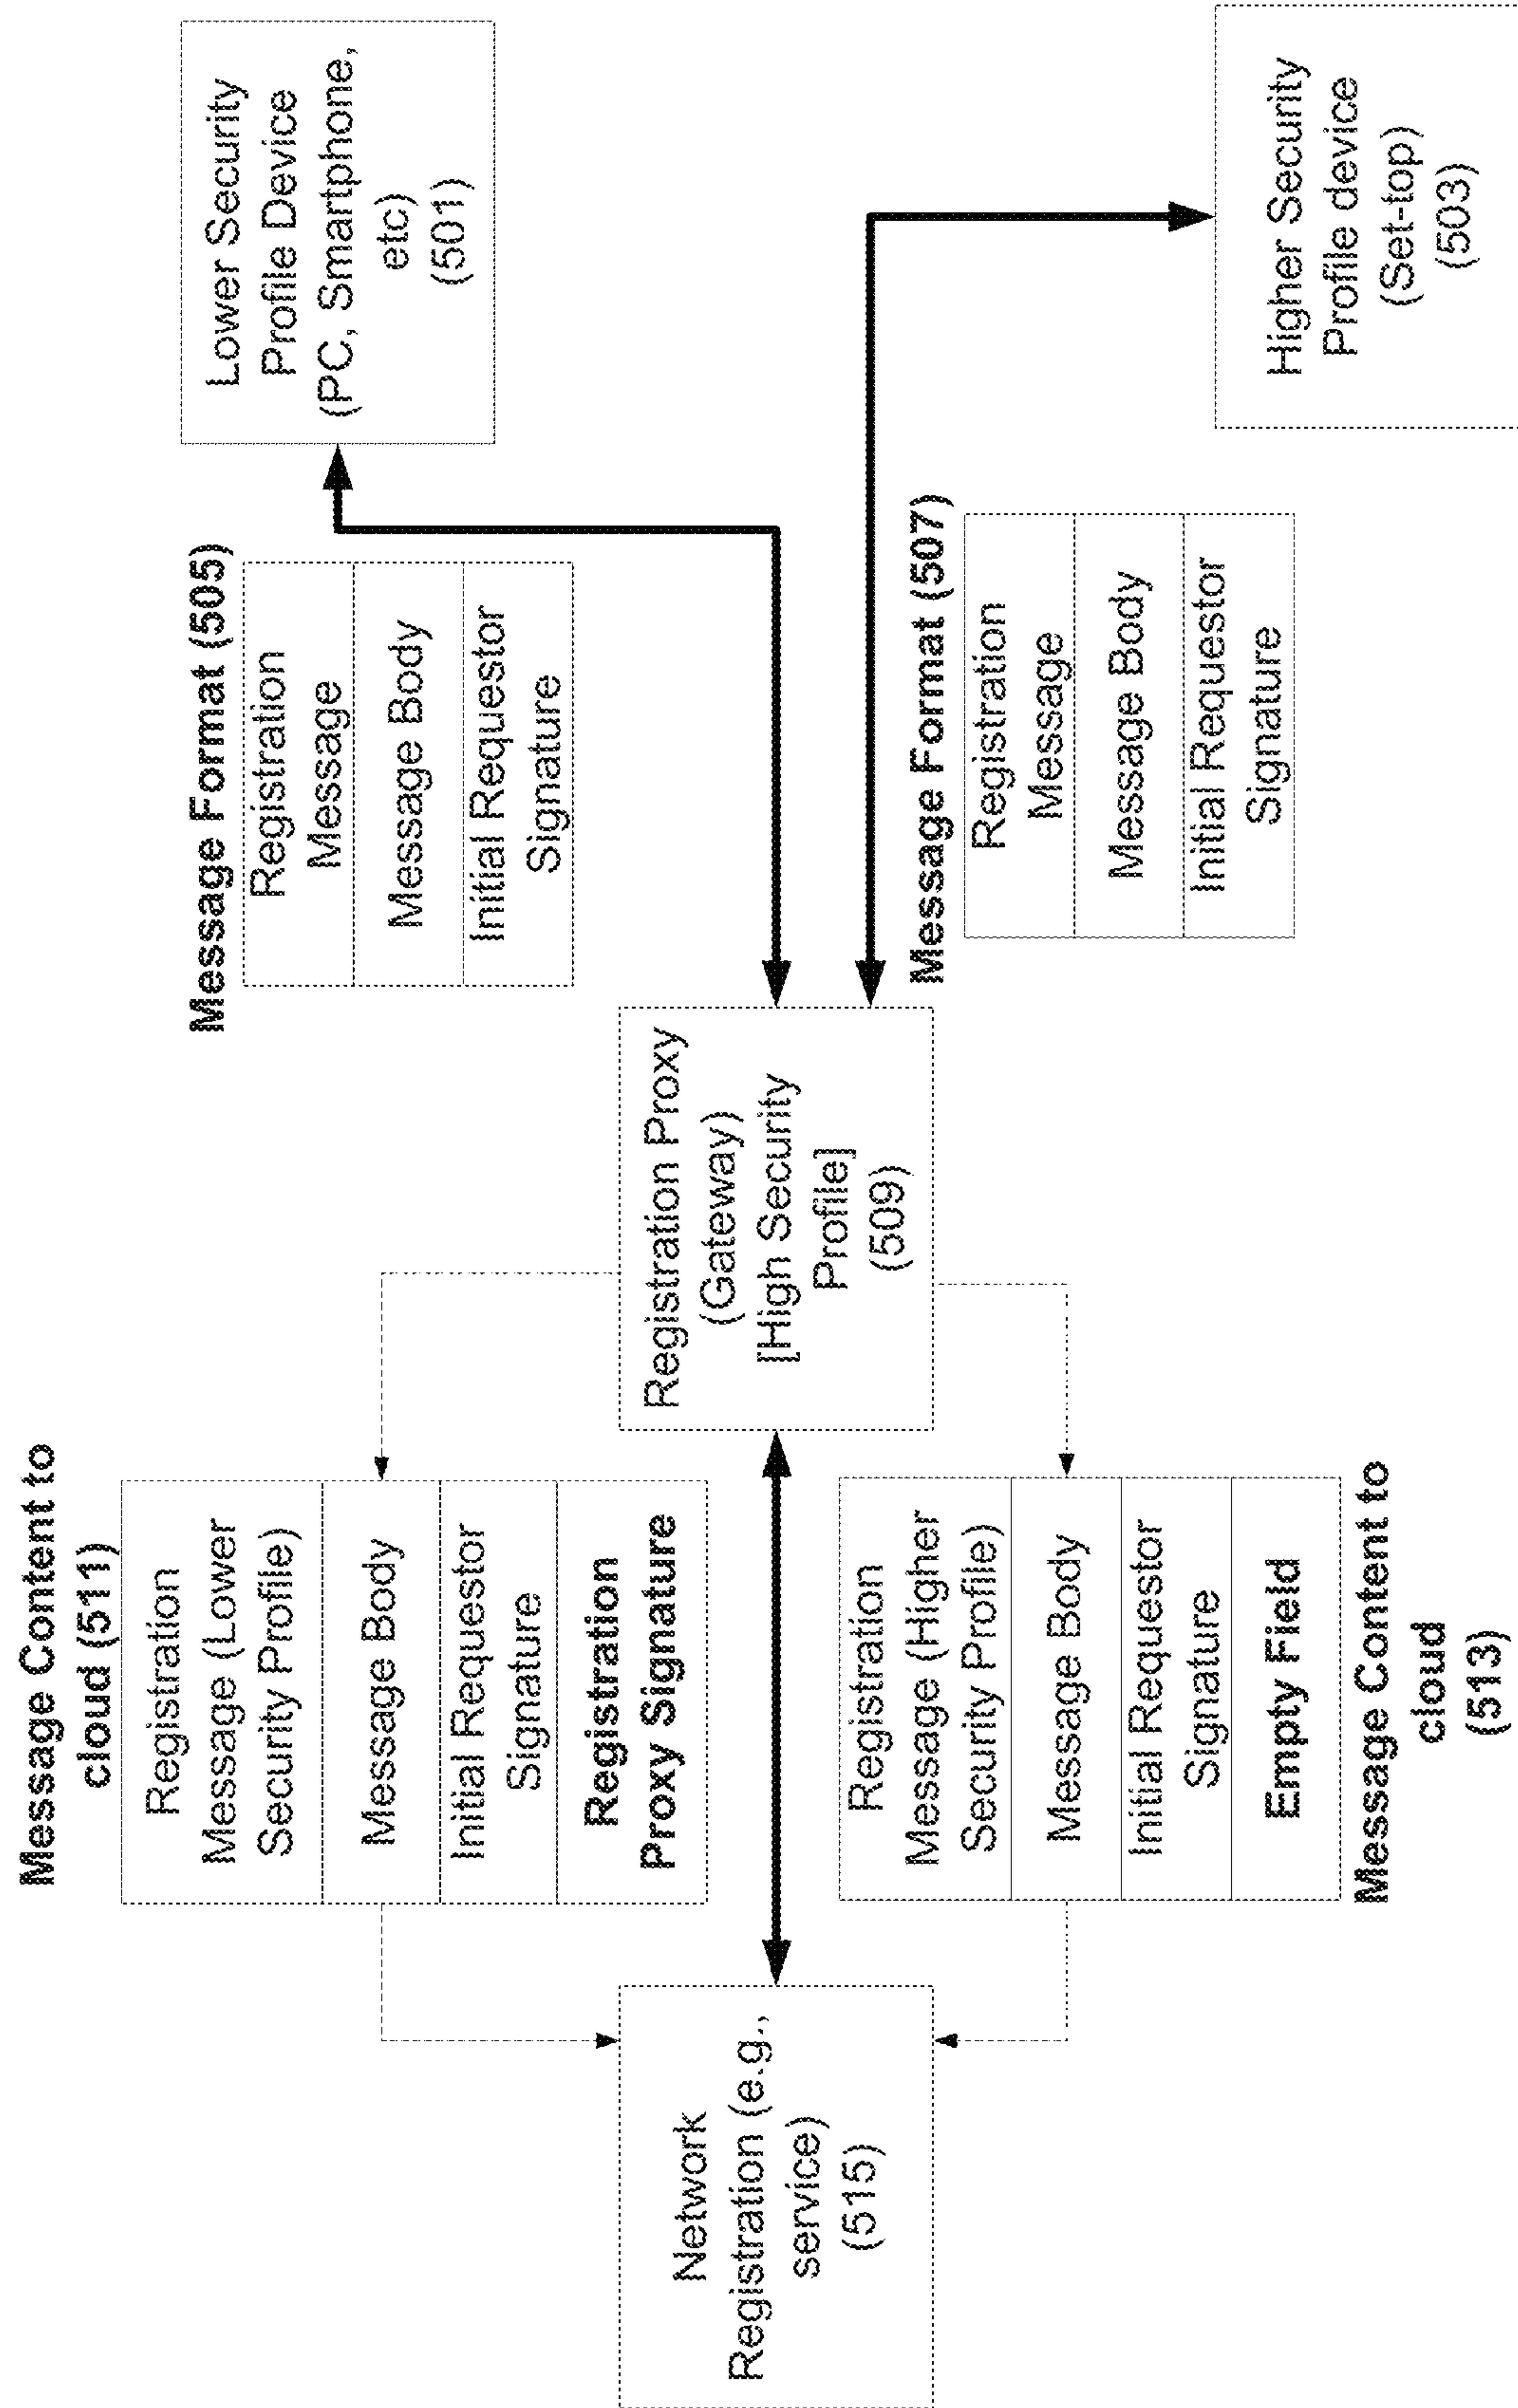 Message Content to
cloud (511)
Registration
Message (Lower
Security Profile)
Message Body
Initial Requestor
Signature
Registration
Proxy Signature
Network
Registration (e.g.,
service)
(515)
Registration
Message (Higher
Security Profile)
Message Body
Initial Requestor
Signature
Empty Field
Message Content to
cloud
(513)
Registration Proxy
(Gateway)
[High Security
Profile]
(509)
Message Format (505)
Registration
Message
Message Body
Initial Requestor
Signature
Message Format (507)
Registration
Message
Message Body
Initial Requestor
Signature
Lower Security
Profile Device
(PC, Smartphone,
etc)
(501)
Higher Security
Profile device
(Set-top)
(503)